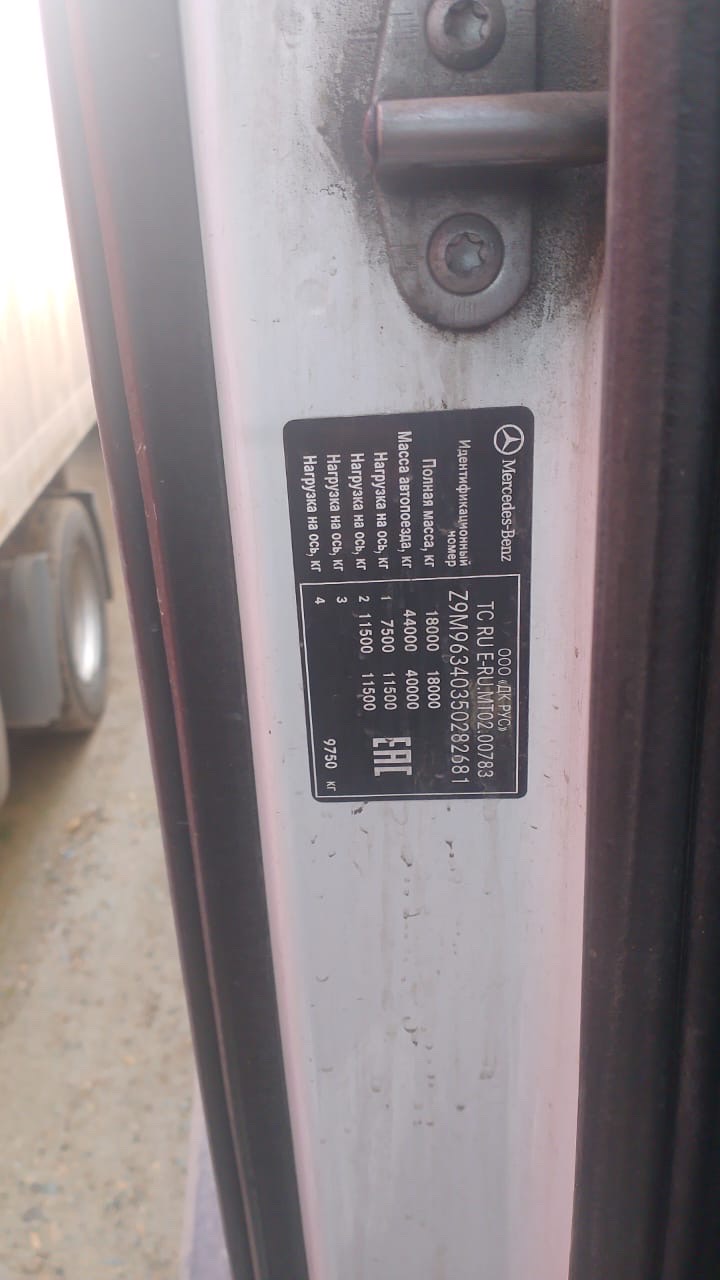 Mercedes-Benz
ООО «ДК РУС»
TC RU E-RU.MT02.00783
Идентификационный номер Z9M96340350282681
Полная масса, кг 18000 18000
Масса автопоезда, кг 44000 40000
Нагрузка на ось, кг 1 7500 11500
Нагрузка на ось, кг 2 11500 11500
Нагрузка на ось, кг 3
Нагрузка на ось, кг 4
EAC
9750 кг